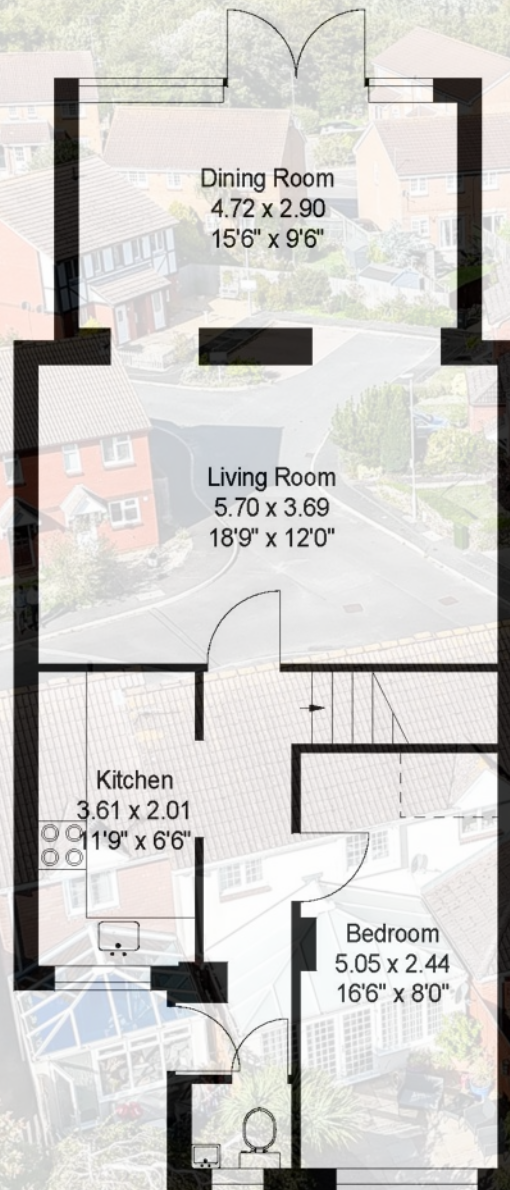 Dining Room
4.72 x 2.90
15'6" x 9'6"
Living Room
5.70 x 3.69
18'9" x 12'0"
Kitchen
3.61 x 2.01
11'9" x 6'6"
Bedroom
5.05 x 2.44
16'6" x 8'0"